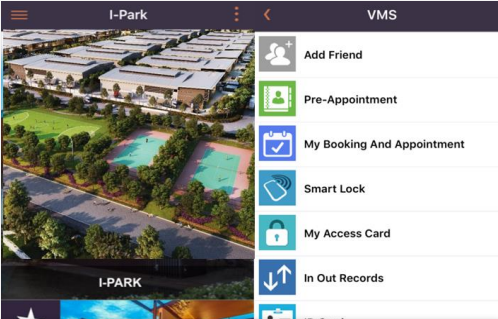 I-Park
I-PARK
VMS
Add Friend
Pre-Appointment
My Booking And Appointment
Smart Lock
My Access Card
In Out Records